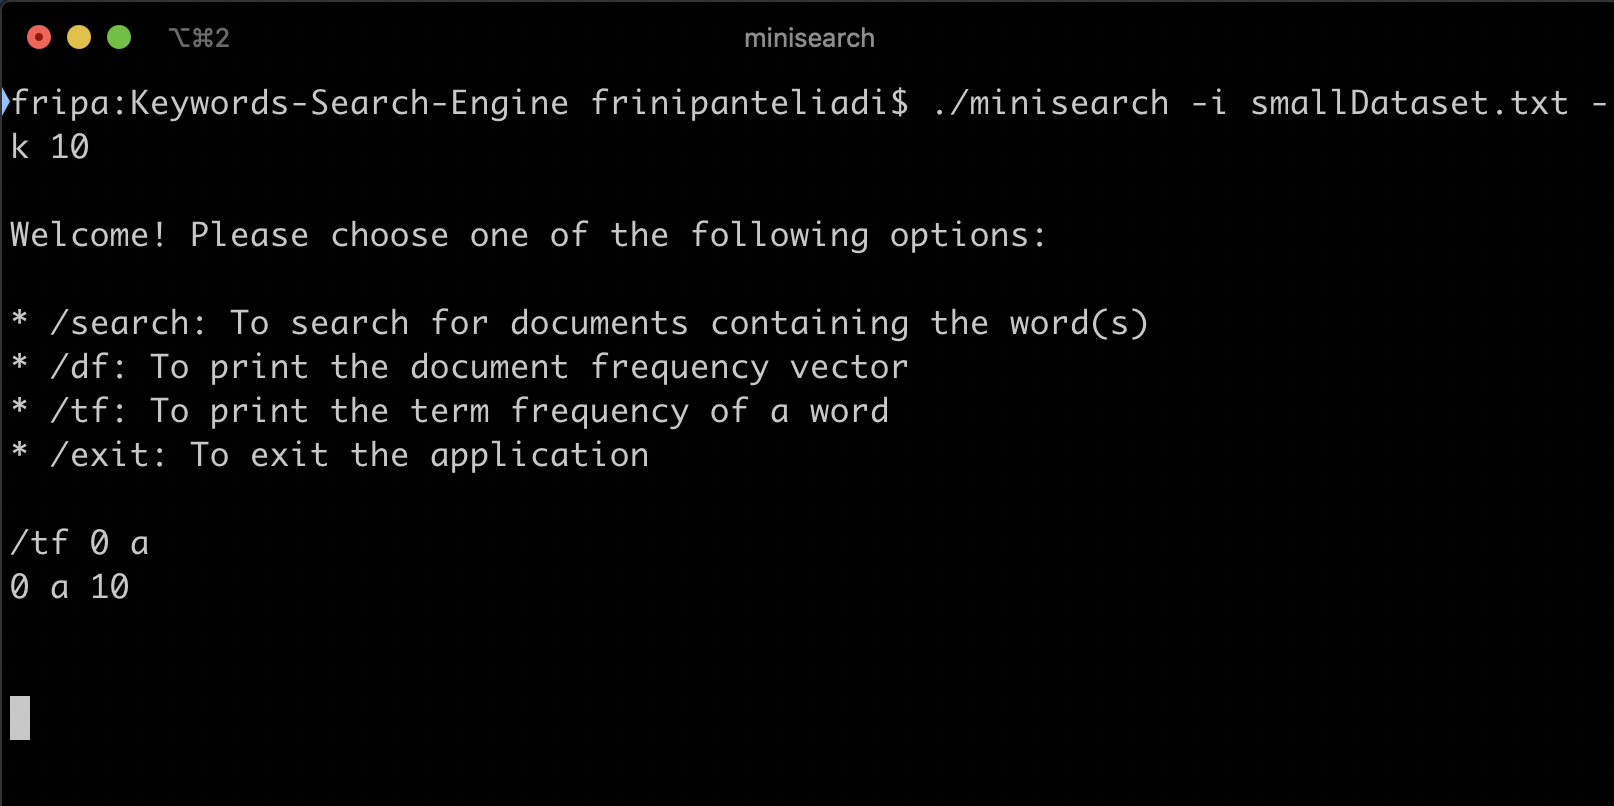 ⌥⌘2
minisearch
fripa:Keywords-Search-Engine frinipanteliadi$ ./minisearch -i smallDataset.txt -
k 10
Welcome! Please choose one of the following options:
* /search: To search for documents containing the word(s)
* /df: To print the document frequency vector
* /tf: To print the term frequency of a word
* /exit: To exit the application
/tf 0 a
0 a 10